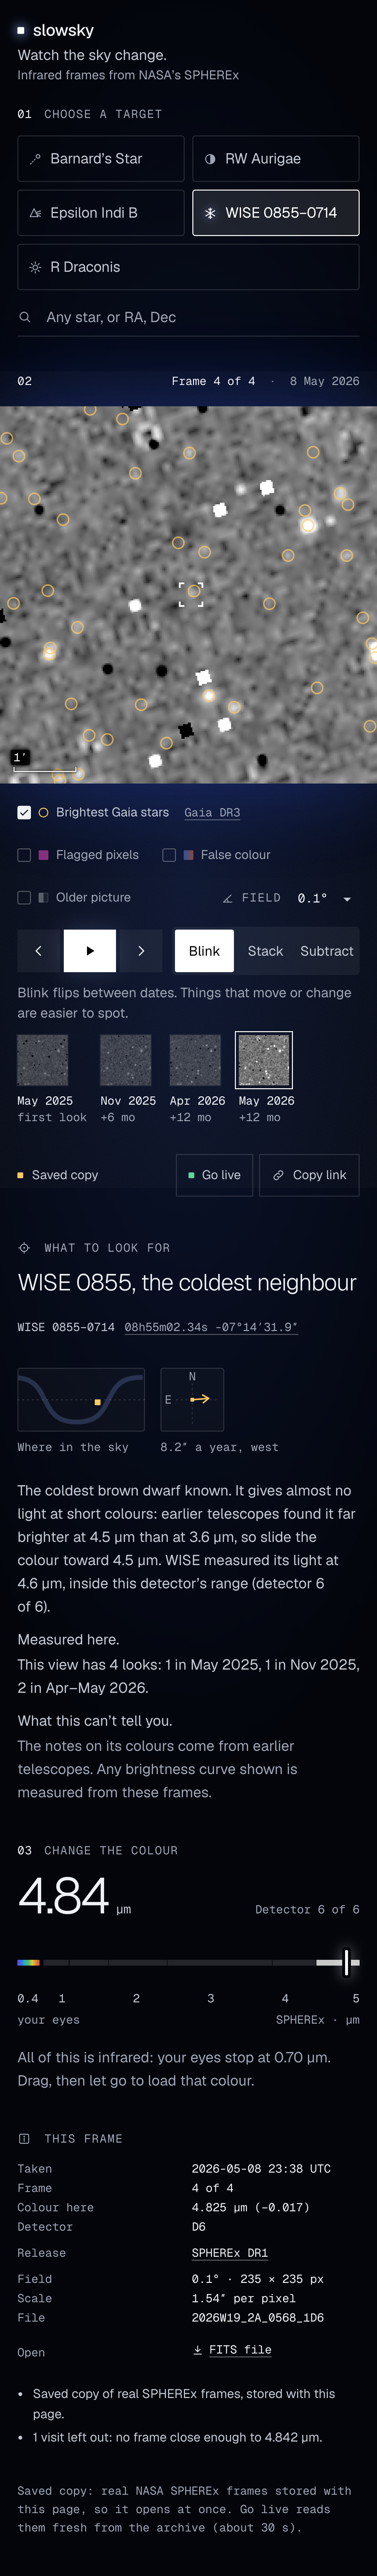 slowsky
Watch the sky change.
Infrared frames from NASA's SPHEREx
01 CHOOSE A TARGET
Barnard's Star
RW Aurigae
Epsilon Indi B
WISE 0855−0714
R Draconis
Any star, or RA, Dec
02 Frame 4 of 4 · 8 May 2026
1′
Brightest Gaia stars Gaia DR3
Flagged pixels False colour
Older picture FIELD 0.1°
Blink Stack Subtract
Blink flips between dates. Things that move or change
are easier to spot.
May 2025 Nov 2025 Apr 2026 May 2026
first look +6 mo +12 mo +12 mo
Saved copy Go live Copy link
WHAT TO LOOK FOR
WISE 0855, the coldest neighbour
WISE 0855−0714 08h55m02.34s −07°14′31.9″
N
E
Where in the sky 8.2″ a year, west
The coldest brown dwarf known. It gives almost no
light at short colours: earlier telescopes found it far
brighter at 4.5 µm than at 3.6 µm, so slide the
colour toward 4.5 µm. WISE measured its light at
4.6 µm, inside this detector's range (detector 6
of 6).
Measured here.
This view has 4 looks: 1 in May 2025, 1 in Nov 2025,
2 in Apr–May 2026.
What this can't tell you.
The notes on its colours come from earlier
telescopes. Any brightness curve shown is
measured from these frames.
03 CHANGE THE COLOUR
4.84 µm Detector 6 of 6
0.4 1 2 3 4 5
your eyes SPHEREx · µm
All of this is infrared: your eyes stop at 0.70 µm.
Drag, then let go to load that colour.
THIS FRAME
Taken 2026-05-08 23:38 UTC
Frame 4 of 4
Colour here 4.825 µm (−0.017)
Detector D6
Release SPHEREx DR1
Field 0.1° · 235 × 235 px
Scale 1.54″ per pixel
File 2026W19_2A_0568_1D6
Open FITS file
• Saved copy of real SPHEREx frames, stored with this
page.
• 1 visit left out: no frame close enough to 4.842 µm.
Saved copy: real NASA SPHEREx frames stored with
this page, so it opens at once. Go live reads
them fresh from the archive (about 30 s).